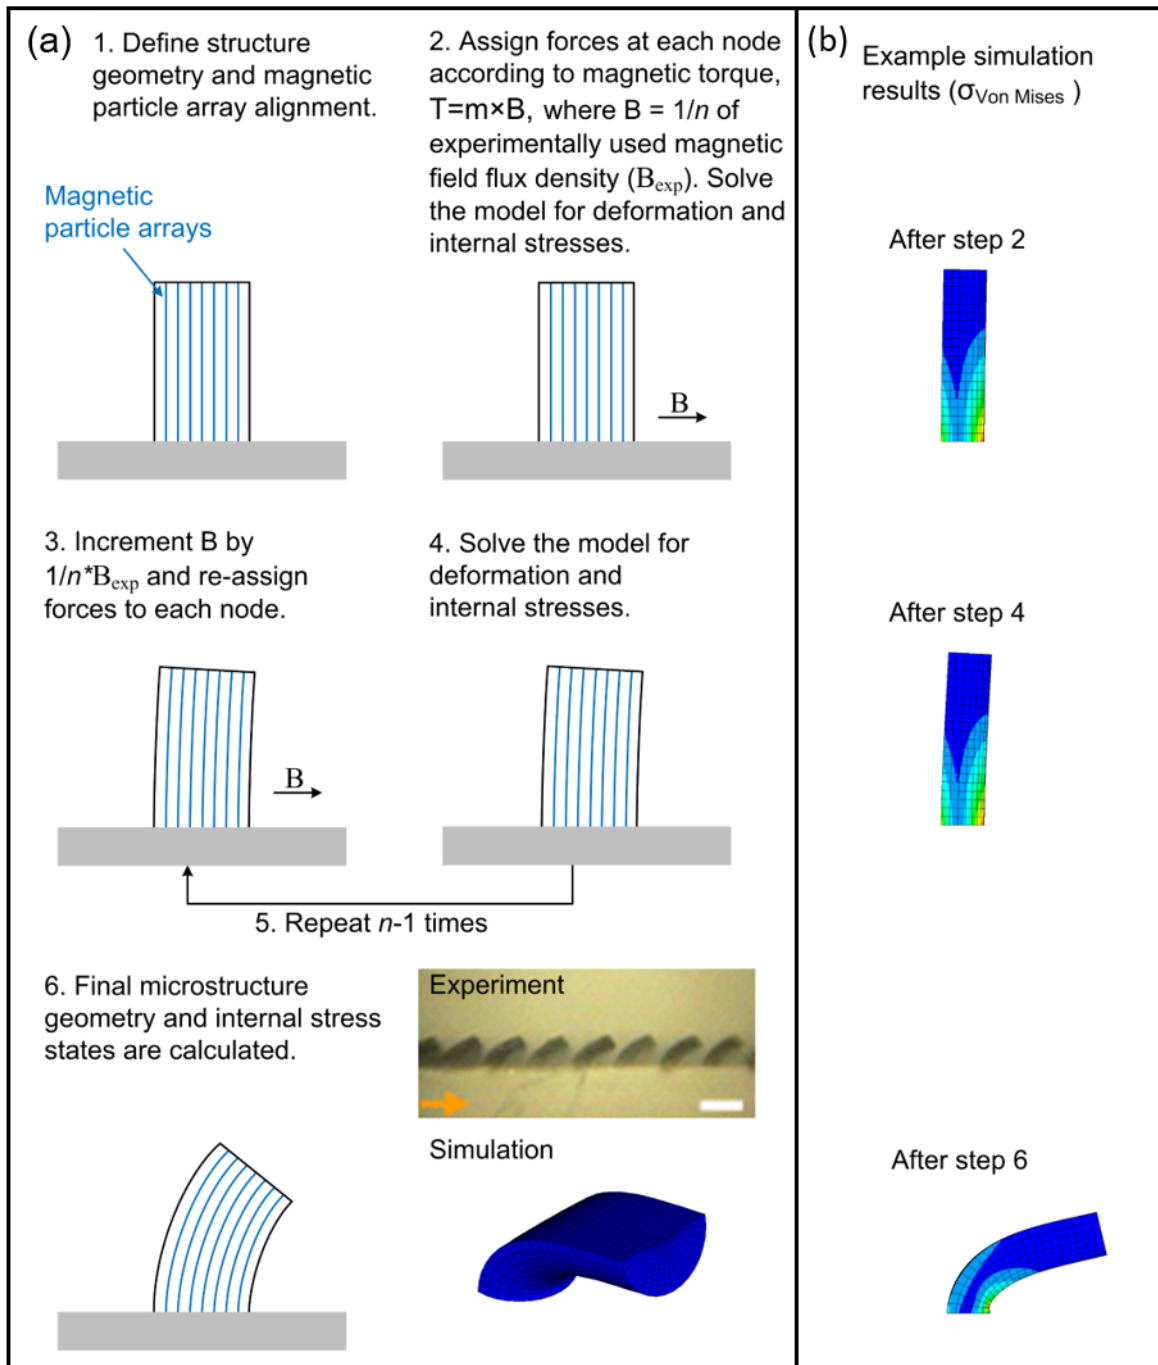 (a)
1. Define structure
geometry and magnetic
particle array alignment.
Magnetic
particle arrays
2. Assign forces at each node
according to magnetic torque,
T=m×B, where B = 1/n of
experimentally used magnetic
field flux density (Bexp). Solve
the model for deformation and
internal stresses.
B
3. Increment B by
1/n*Bexp and re-assign
forces to each node.
B
4. Solve the model for
deformation and
internal stresses.
5. Repeat n-1 times
6. Final microstructure
geometry and internal stress
states are calculated.
Experiment
Simulation
(b)
Example simulation
results (σVon Mises )
After step 2
After step 4
After step 6